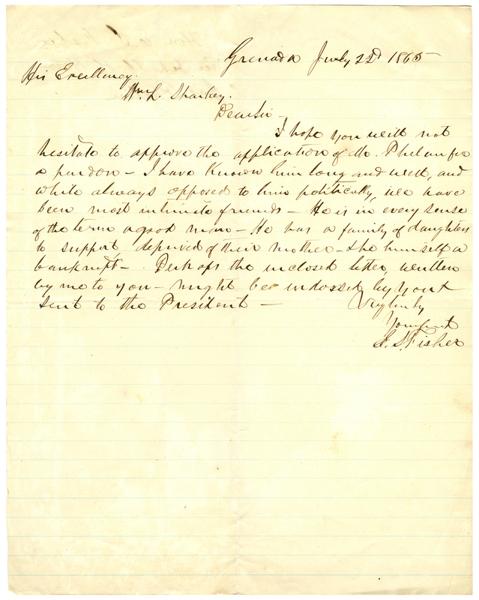 Grenada July 22d 1865
His Excellency
Wm L. Sharkey.
Dear Sir –
I hope you will not
hesitate to approve the application of Mr. Phelan for
a pardon – I have known him long and well, and
while always opposed to him politically, we have
been most intimate friends – He is in every sense
of the term a good man – He has a family of daughters
to support deprived of their mother – & he himself a
bankrupt – Perhaps the inclosed letter, written
by me to you – might be indossed by you &
sent to the President –
Very truly
Your
Fisher